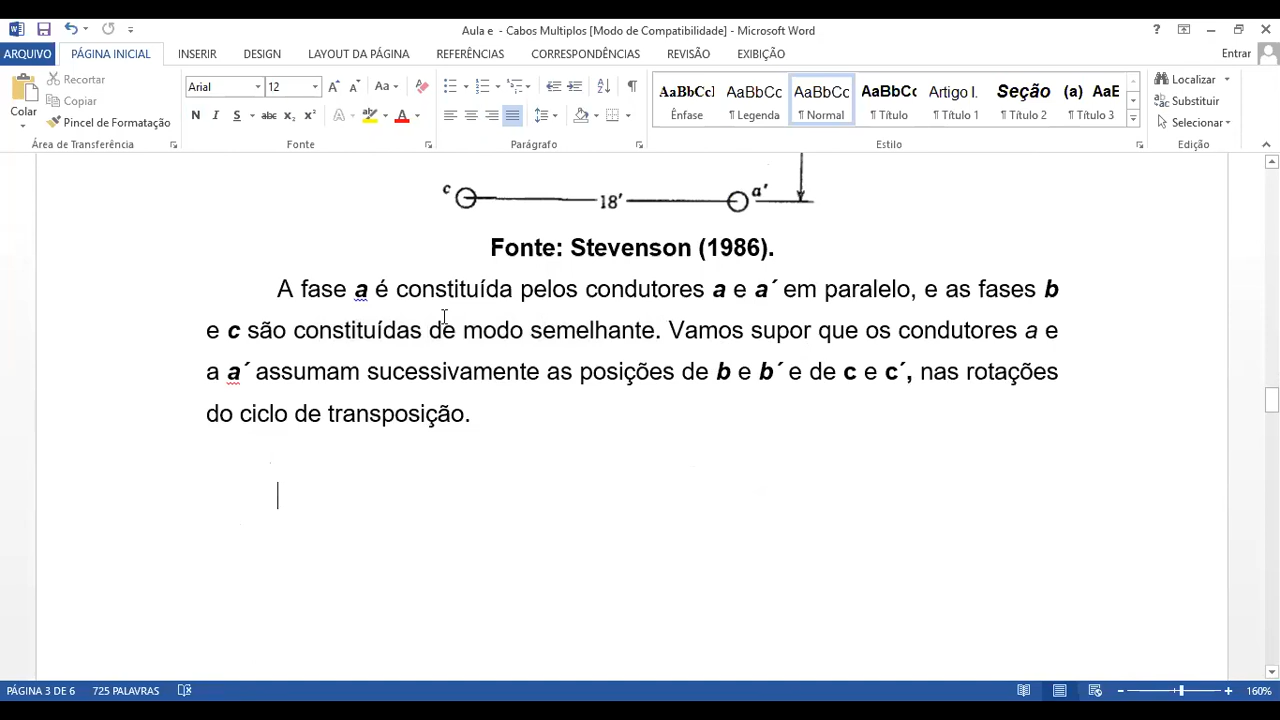 Aula e - Cabos Multiplos [Modo de Compatibilidade] - Microsoft Word
ARQUIVO PÁGINA INICIAL INSERIR DESIGN LAYOUT DA PÁGINA REFERÊNCIAS CORRESPONDÊNCIAS REVISÃO EXIBIÇÃO Entrar
Recortar
Copiar
Colar
Pincel de Formatação
Arial 12
N I S abc x₂ x² A
AaBbCcI AaBbCc AaBbCc AaBbCc Artigo I. Seção (a) AaE
¶ Ênfase ¶ Legenda ¶ Normal ¶ Título ¶ Título 1 ¶ Título 2 ¶ Título 3
Localizar
Substituir
Selecionar
Área de Transferência Fonte Parágrafo Estilo Edição
c 18′ a′
Fonte: Stevenson (1986).
A fase a é constituída pelos condutores a e a´ em paralelo, e as fases b
e c são constituídas de modo semelhante. Vamos supor que os condutores a e
a a´ assumam sucessivamente as posições de b e b´ e de c e c´, nas rotações
do ciclo de transposição.
PÁGINA 3 DE 6 725 PALAVRAS 160%